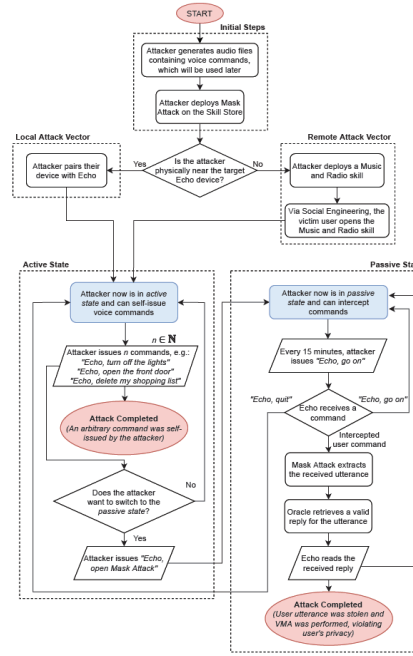 START
Initial Steps
Attacker generates audio files
containing voice commands,
which will be used later
Attacker deploys Mask
Attack on the Skill Store
Local Attack Vector
Remote Attack Vector
Attacker pairs their
device with Echo
Yes
Is the attacker
physically near the target
Echo device?
No
Attacker deploys a Music
and Radio skill
Via Social Engineering, the
victim user opens the
Music and Radio skill
Active State
Passive Sta
Attacker now is in active
state and can self-issue
voice commands
n ∈ ℕ
Attacker issues n commands, e.g.:
"Echo, turn off the lights"
"Echo, open the front door"
"Echo, delete my shopping list"
Attack Completed
(An arbitrary command was self-
issued by the attacker)
Does the attacker
want to switch to the
passive state?
No
Yes
Attacker issues "Echo,
open Mask Attack"
Attacker now is in passive
state and can intercept
commands
Every 15 minutes, attacker
issues "Echo, go on"
"Echo, quit"
"Echo, go on"
Echo receives a
command
Intercepted
user command
Mask Attack extracts
the received utterance
Oracle retrieves a valid
reply for the utterance
Echo reads the
received reply
Attack Completed
(User utterance was stolen and
VMA was performed, violating
user's privacy)